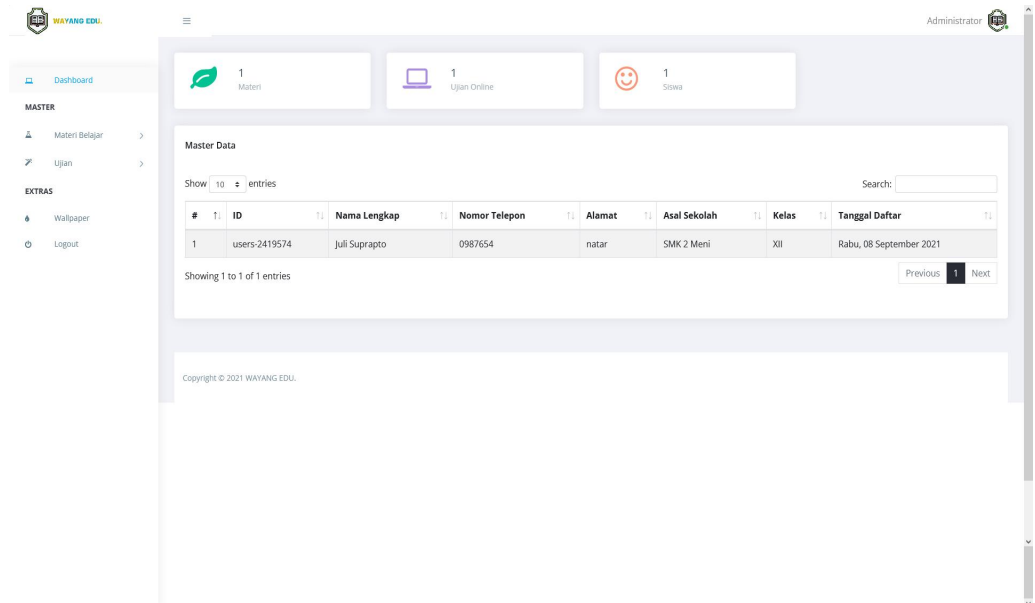 WAYANG EDU.
Administrator
Dashboard
MASTER
Materi Belajar
Ujian
EXTRAS
Wallpaper
Logout
1
Materi
1
Ujian Online
1
Siswa
Master Data
Show 10 entries
Search:
# ID Nama Lengkap Nomor Telepon Alamat Asal Sekolah Kelas Tanggal Daftar
1 users-2419574 Juli Suprapto 0987654 natar SMK 2 Meni XII Rabu, 08 September 2021
Showing 1 to 1 of 1 entries
Previous 1 Next
Copyright © 2021 WAYANG EDU.